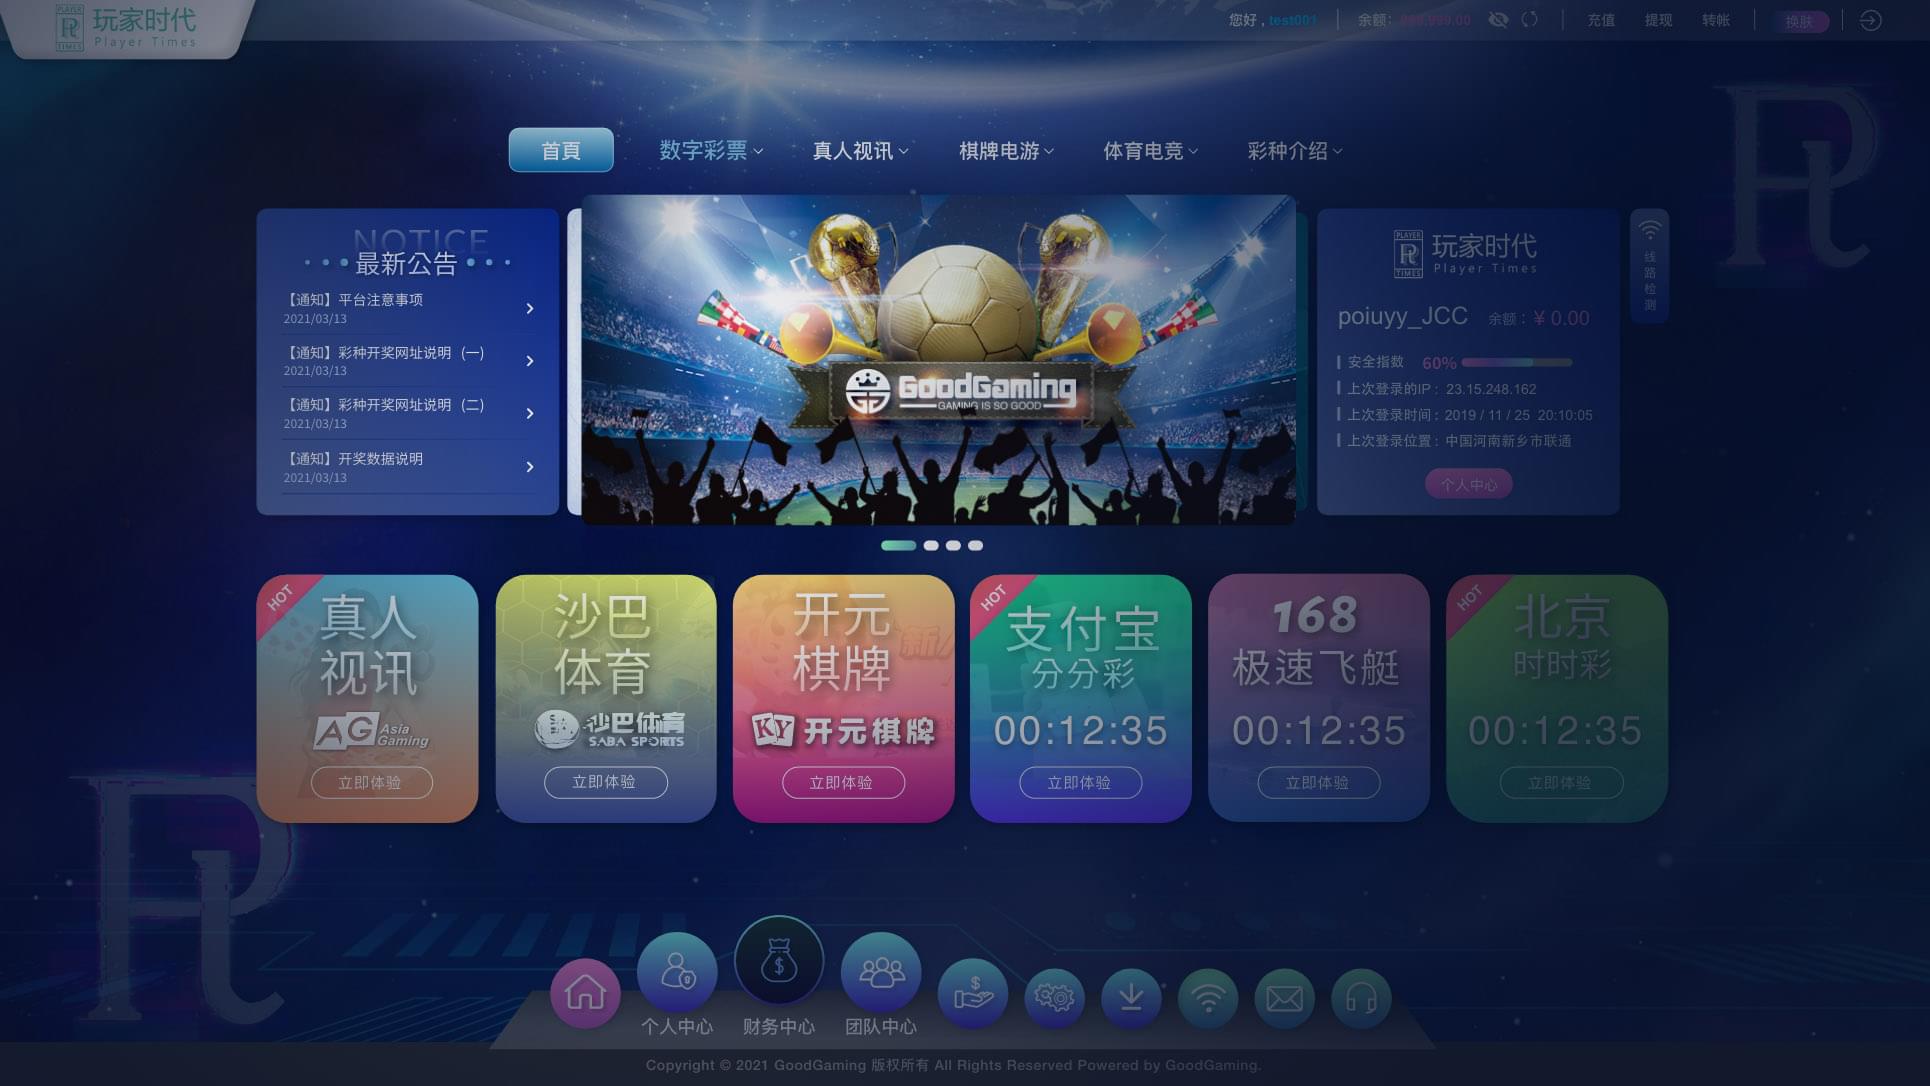 PLAYER
TIMES
玩家时代
Player Times
您好 , test001
余额: 999,999.00
充值
提现
转帐
换肤
首頁
数字彩票
真人视讯
棋牌电游
体育电竞
彩种介绍
NOTICE
最新公告
【通知】平台注意事项
2021/03/13
【通知】彩种开奖网址说明 (一)
2021/03/13
【通知】彩种开奖网址说明 (二)
2021/03/13
【通知】开奖数据说明
2021/03/13
GoodGaming
GAMING IS SO GOOD
PLAYER
TIMES
玩家时代
Player Times
poiuyy_JCC 余额 : ¥ 0.00
安全指数 60%
上次登录的IP : 23.15.248.162
上次登录时间 : 2019 / 11 / 25 20:10:05
上次登录位置 : 中国河南新乡市联通
个人中心
线路检测
HOT
真人
视讯
AG Asia Gaming
立即体验
沙巴
体育
沙巴体育
SABA SPORTS
立即体验
开元
棋牌
KY 开元棋牌
立即体验
HOT
支付宝
分分彩
00:12:35
立即体验
168
极速飞艇
00:12:35
立即体验
HOT
北京
时时彩
00:12:35
立即体验
个人中心
财务中心
团队中心
Copyright © 2021 GoodGaming 版权所有 All Rights Reserved Powered by GoodGaming.